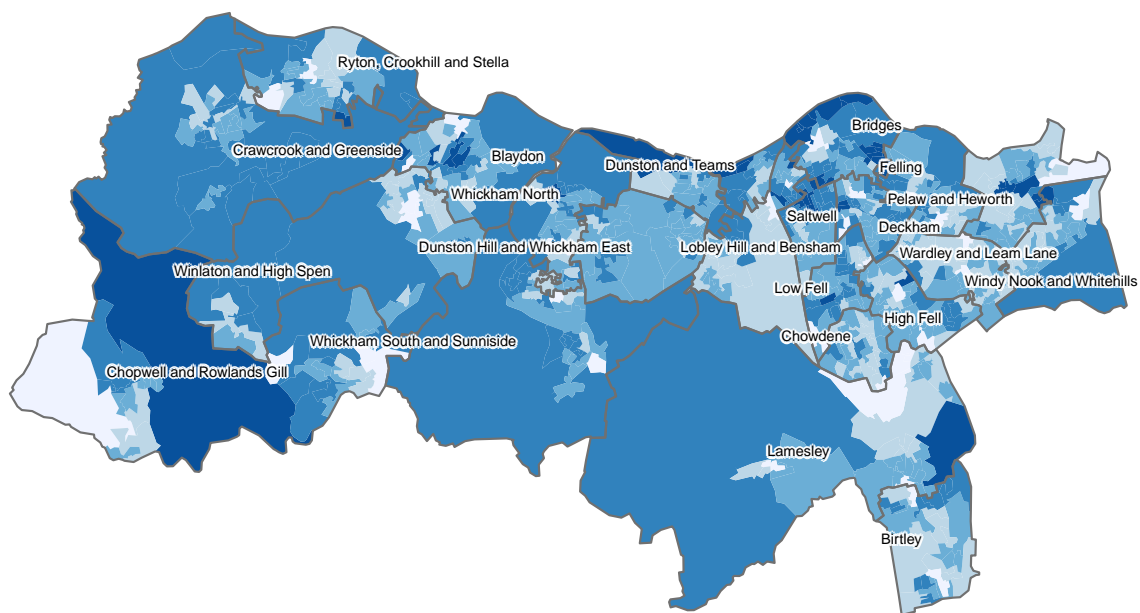 Ryton, Crookhill and Stella
Bridges
Crawcrook and Greenside
Blaydon
Dunston and Teams
Felling
Whickham North
Pelaw and Heworth
Saltwell
Deckham
Dunston Hill and Whickham East
Lobley Hill and Bensham
Wardley and Leam Lane
Winlaton and High Spen
Windy Nook and Whitehills
Low Fell
High Fell
Whickham South and Sunniside
Chowdene
Chopwell and Rowlands Gill
Lamesley
Birtley